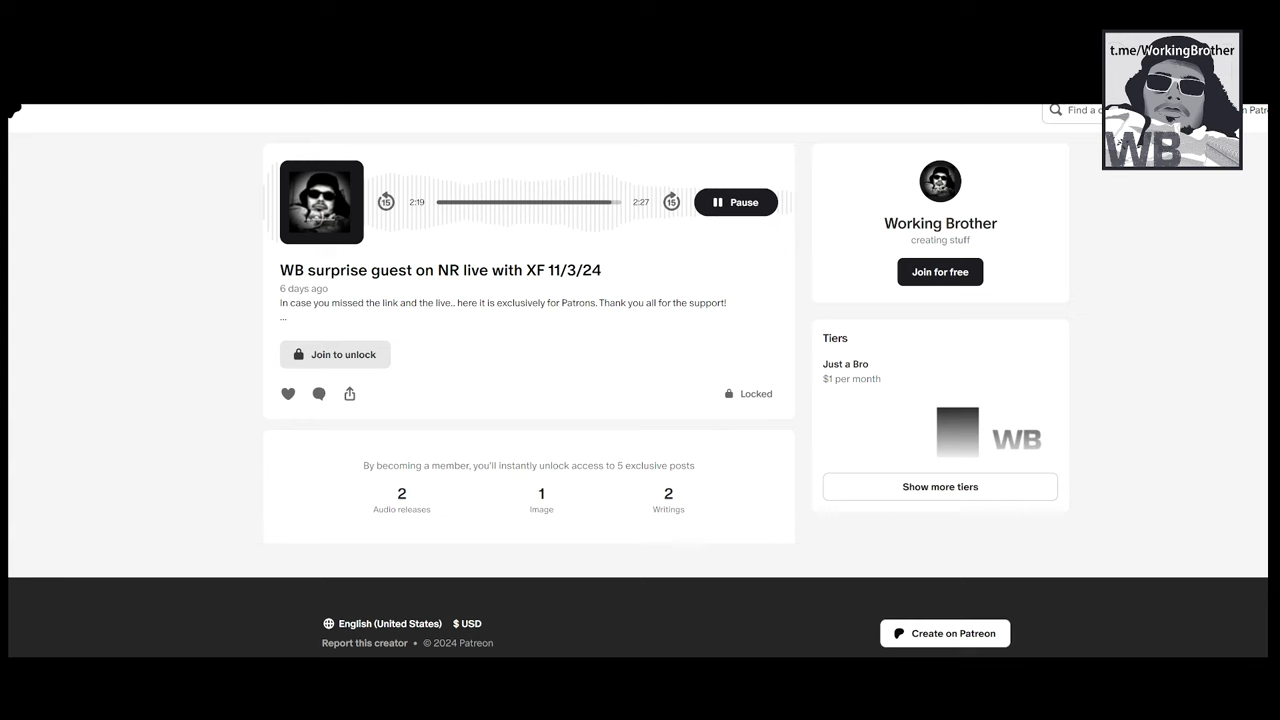 t.me/WorkingBrother
WB
Find a c
n Patr
15
2:19
2:27
15
Pause
WB surprise guest on NR live with XF 11/3/24
6 days ago
In case you missed the link and the live.. here it is exclusively for Patrons. Thank you all for the support!
...
Join to unlock
Locked
By becoming a member, you'll instantly unlock access to 5 exclusive posts
2
1
2
Audio releases
Image
Writings
Working Brother
creating stuff
Join for free
Tiers
Just a Bro
$1 per month
WB
Show more tiers
English (United States) $ USD
Report this creator • © 2024 Patreon
Create on Patreon